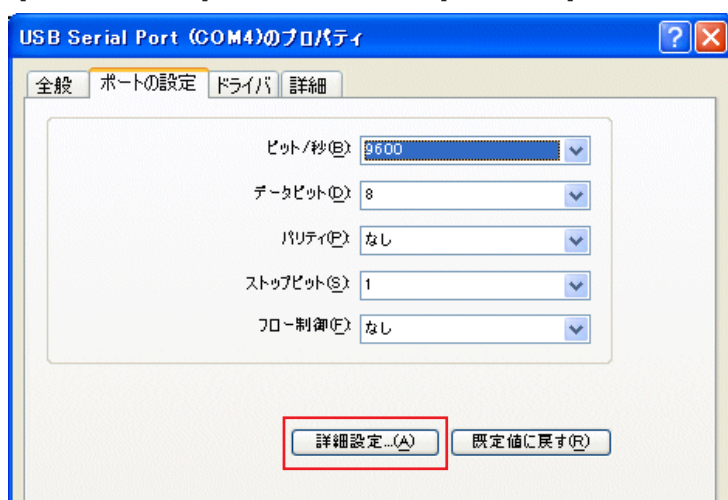 USB Serial Port (COM4)のプロパティ
全般 ポートの設定 ドライバ 詳細
ビット/秒(B): 9600
データ ビット(D): 8
パリティ(P): なし
ストップ ビット(S): 1
フロー制御(F): なし
詳細設定...(A) 既定値に戻す(R)